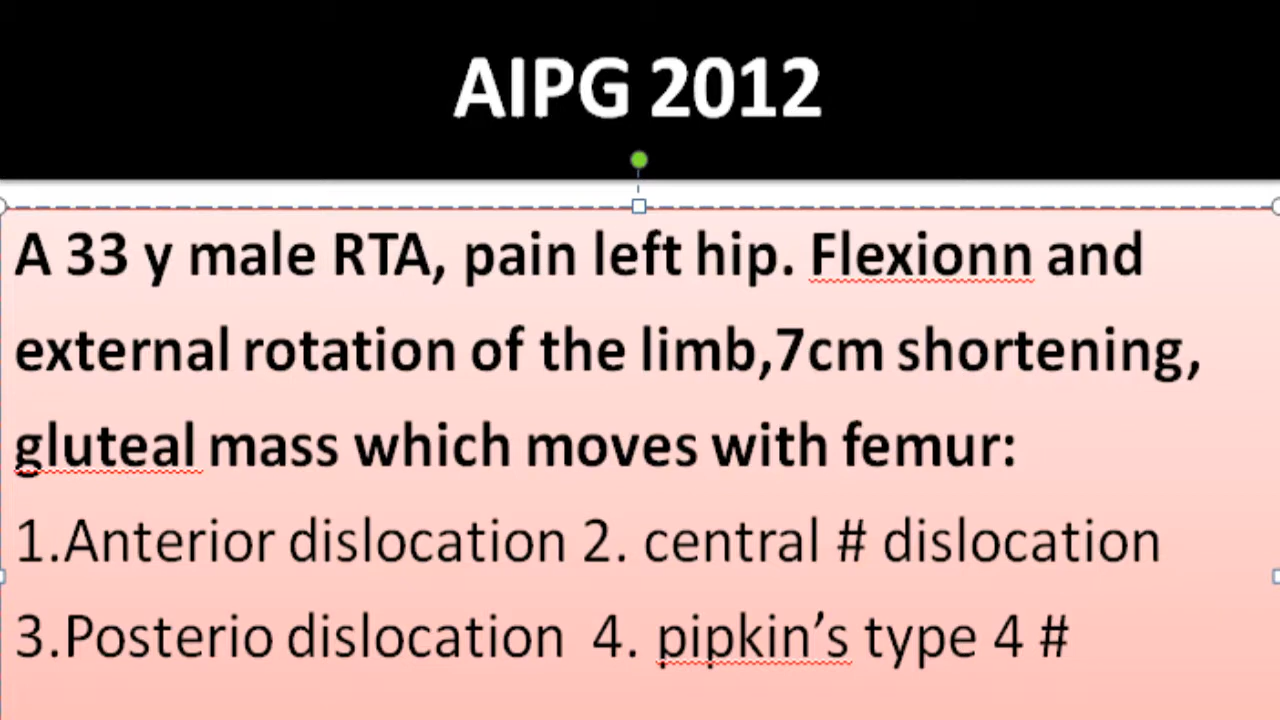 AIPG 2012
A 33 y male RTA, pain left hip. Flexionn and
external rotation of the limb,7cm shortening,
gluteal mass which moves with femur:
1.Anterior dislocation 2. central # dislocation
3.Posterio dislocation 4. pipkin’s type 4 #